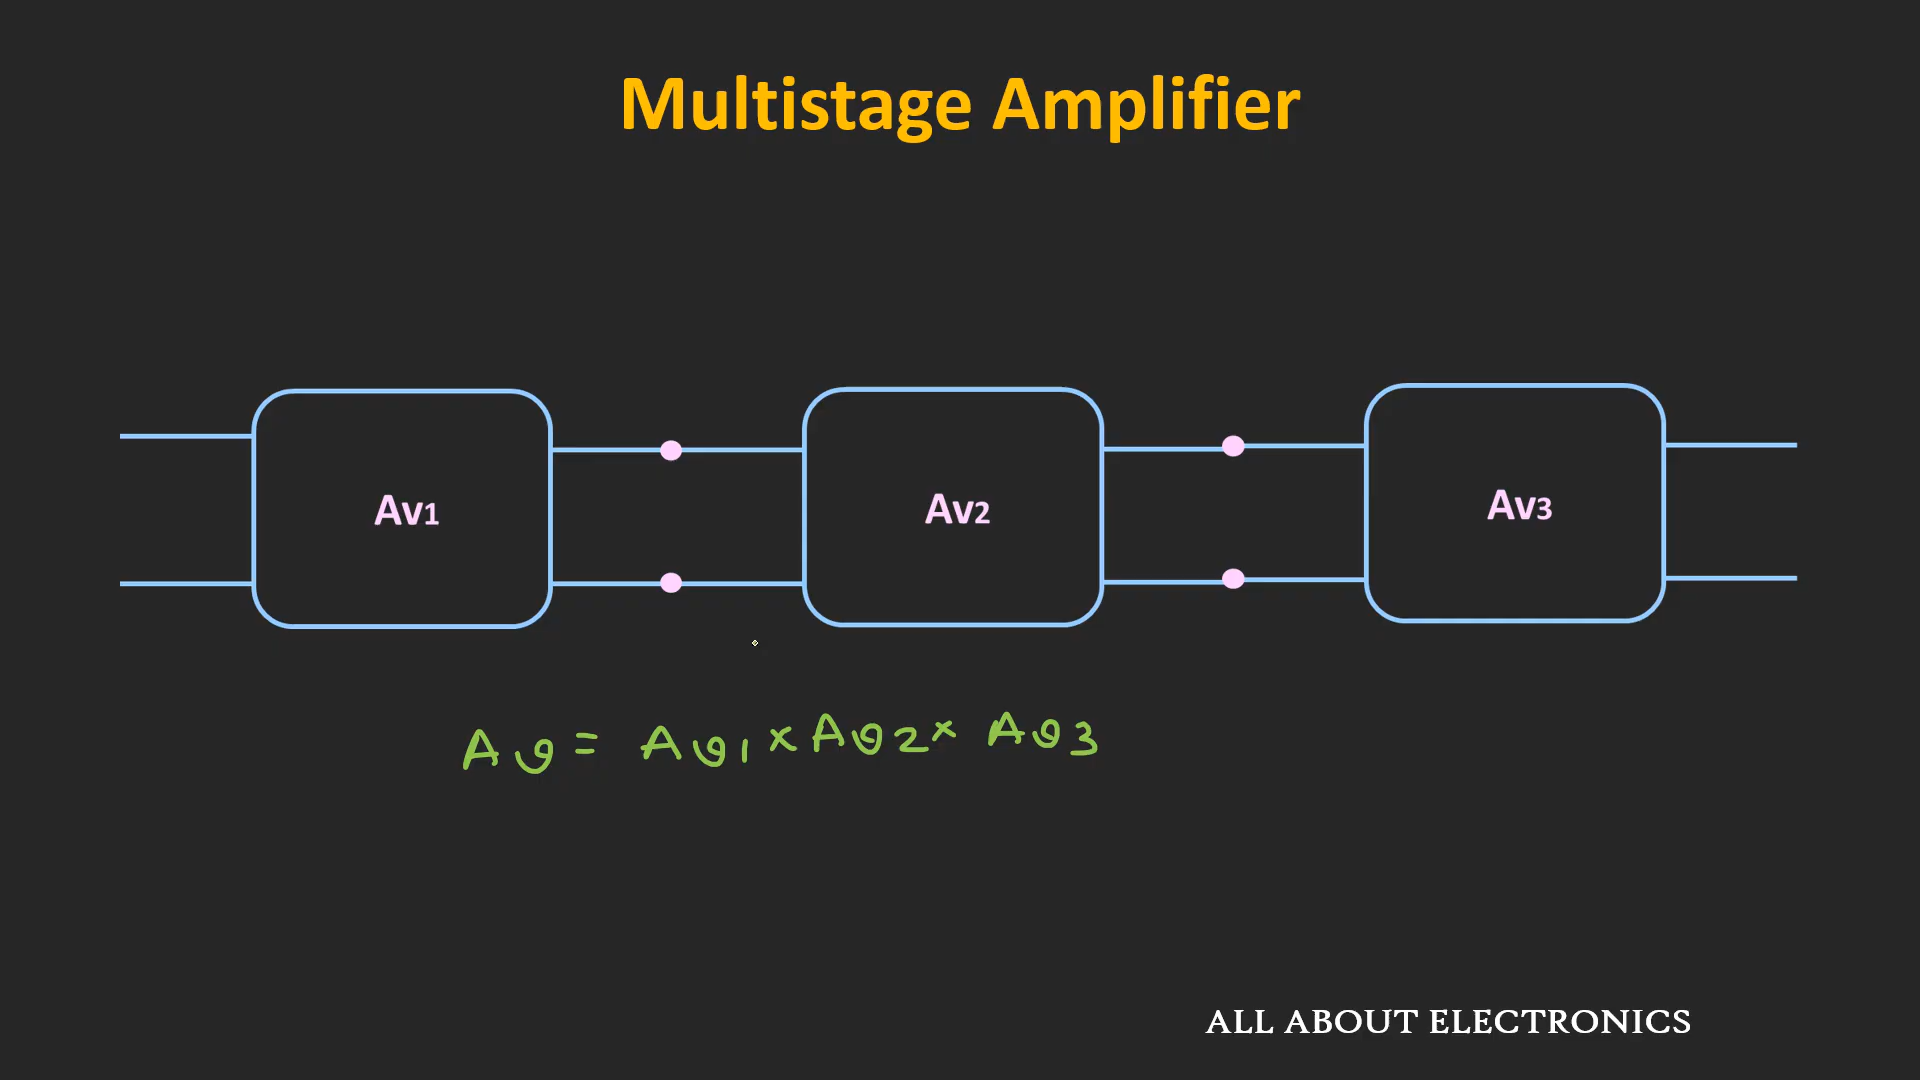 Multistage Amplifier
Av1 Av2 Av3
Av = Av1 x Av2 x Av3
ALL ABOUT ELECTRONICS